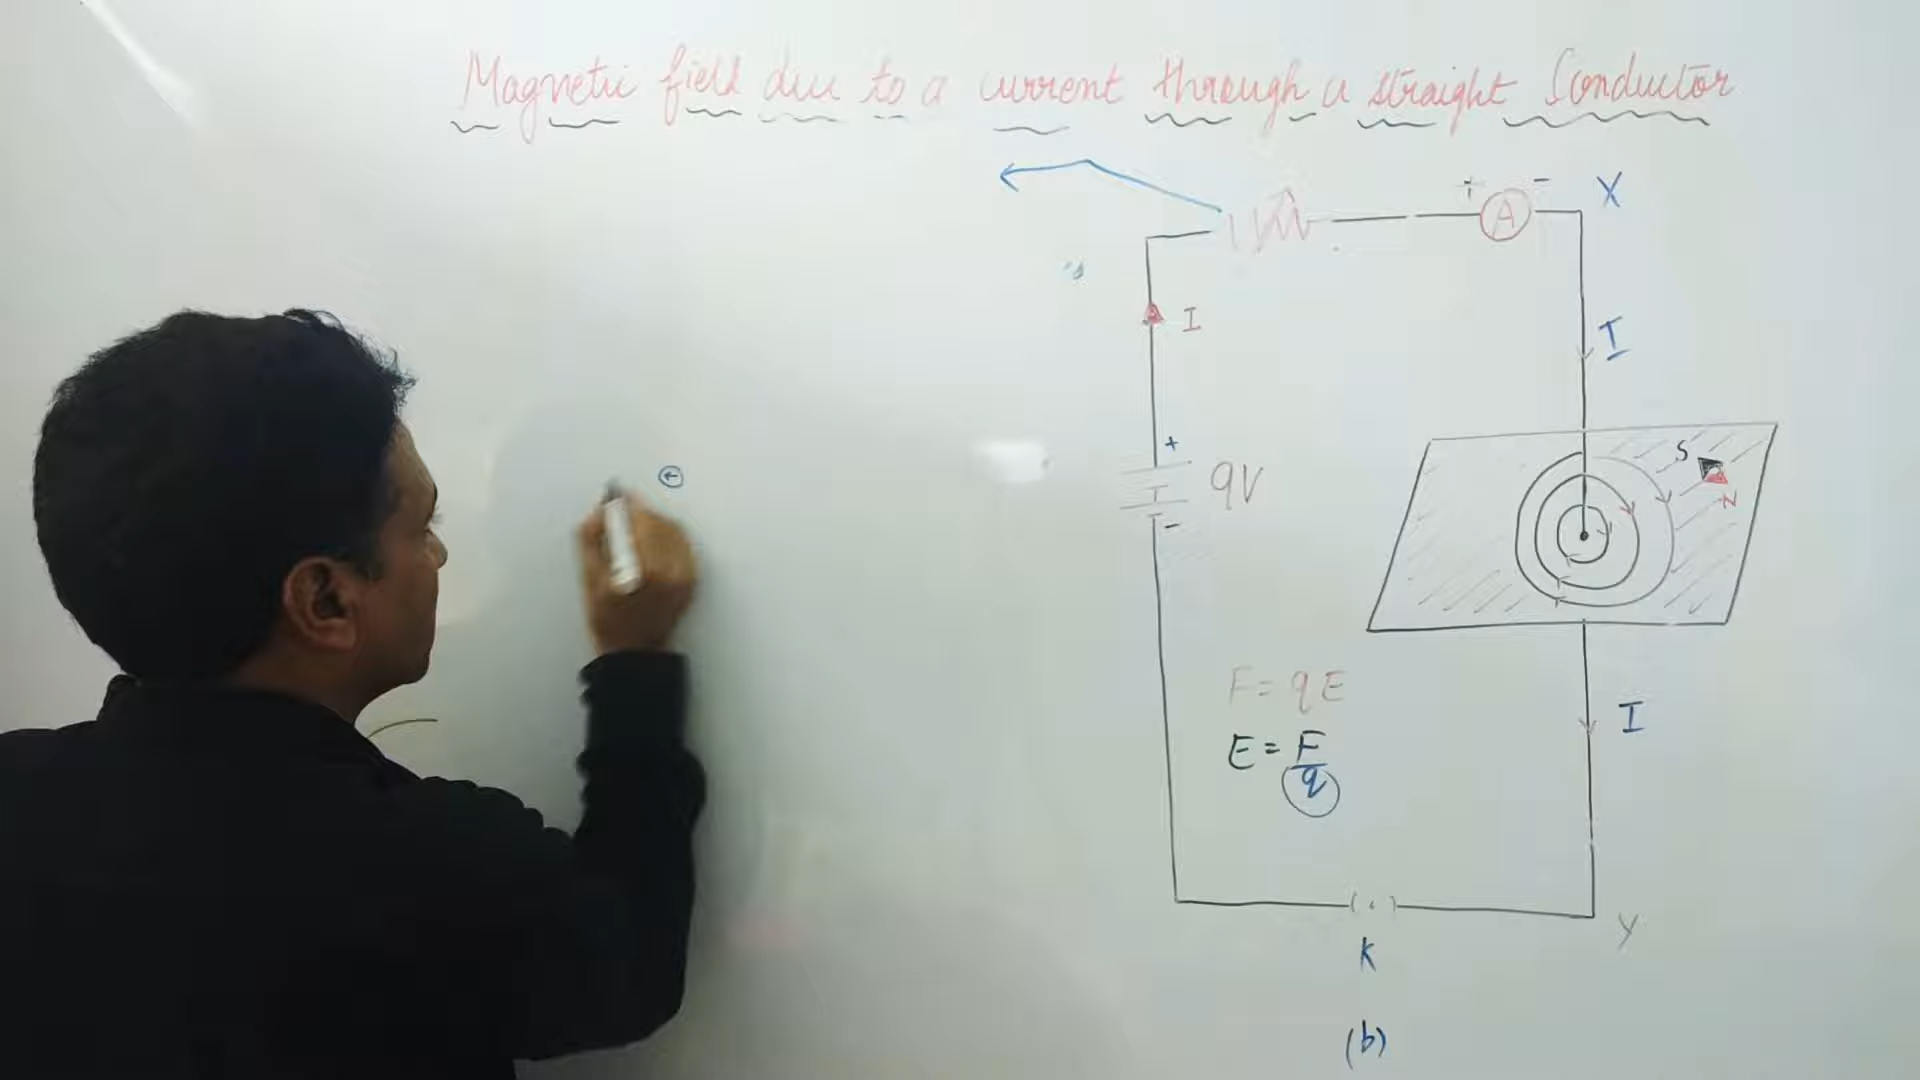 Magnetic field due to a current through a straight Conductor
X
+ -
A
I
I
+
9V
-
S
N
F = qE
I
E = F/q
Y
K
(b)